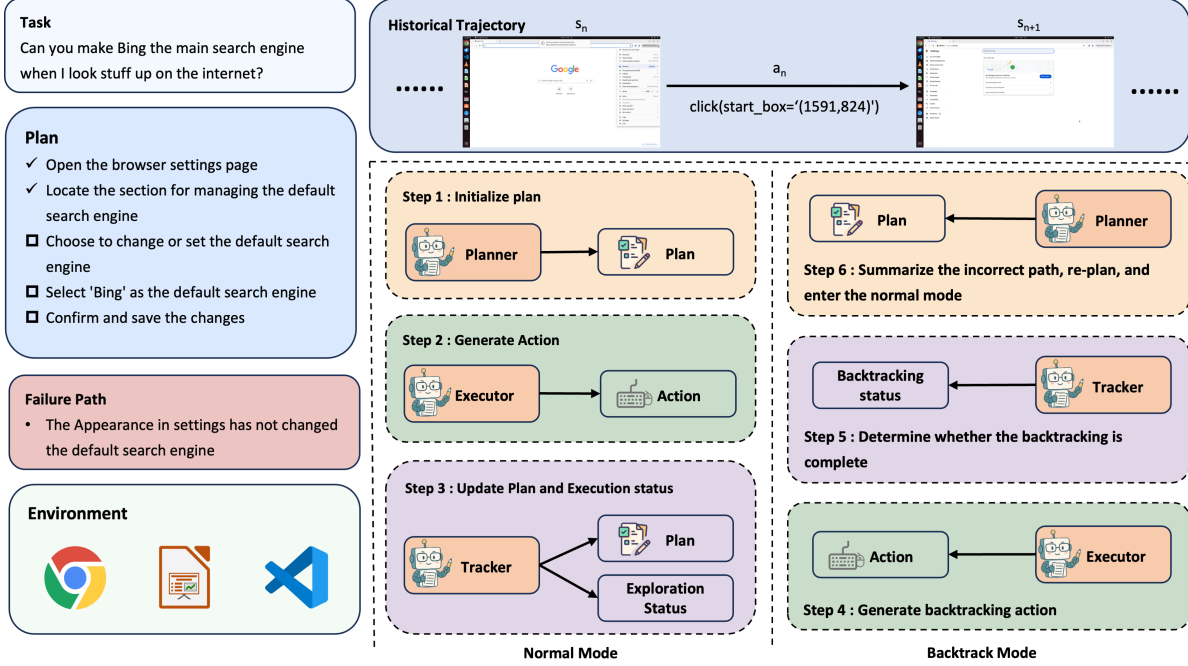 Task
Can you make Bing the main search engine
when I look stuff up on the internet?
Plan
✓ Open the browser settings page
✓ Locate the section for managing the default
search engine
Choose to change or set the default search
engine
Select 'Bing' as the default search engine
Confirm and save the changes
Failure Path
• The Appearance in settings has not changed
the default search engine
Environment
Historical Trajectory
sn
sn+1
Google
an
click(start_box=‘(1591,824)')
......
......
Step 1 : Initialize plan
Planner
Plan
Step 2 : Generate Action
Executor
Action
Step 3 : Update Plan and Execution status
Tracker
Plan
Exploration
Status
Normal Mode
Plan
Planner
Step 6 : Summarize the incorrect path, re-plan, and
enter the normal mode
Backtracking
status
Tracker
Step 5 : Determine whether the backtracking is
complete
Action
Executor
Step 4 : Generate backtracking action
Backtrack Mode